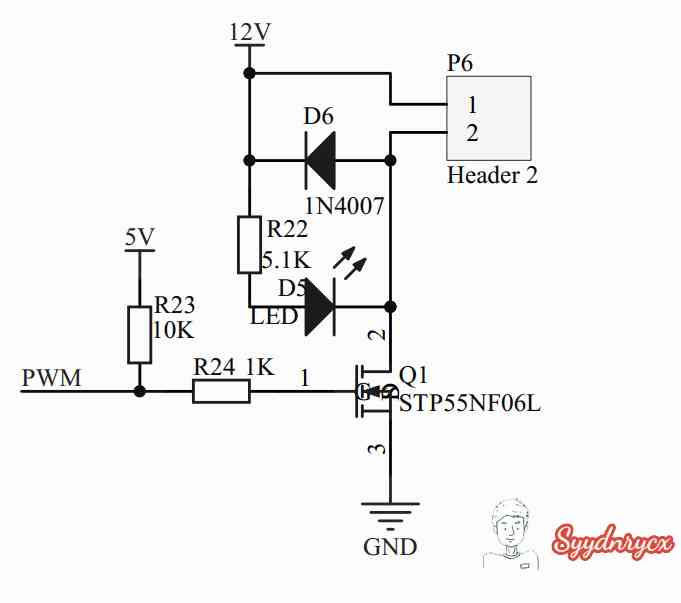 12V
P6
1
2
Header 2
D6
1N4007
R22
5.1K
D5
LED
5V
R23
10K
PWM
R24 1K
1
2
G
Q1
STP55NF06L
3
GND
Syydnrycx